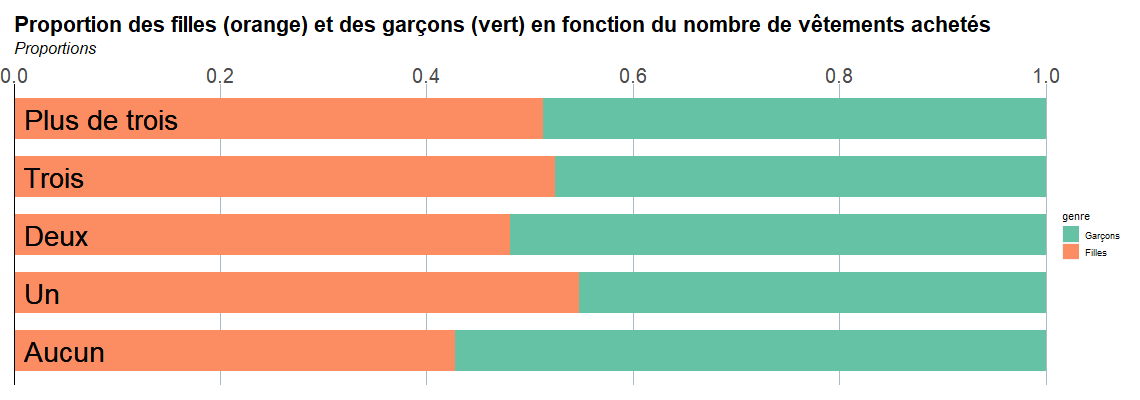 Proportion des filles (orange) et des garçons (vert) en fonction du nombre de vêtements achetés
Proportions
0.0 0.2 0.4 0.6 0.8 1.0
Plus de trois
Trois
Deux
Un
Aucun
genre
Garçons
Filles